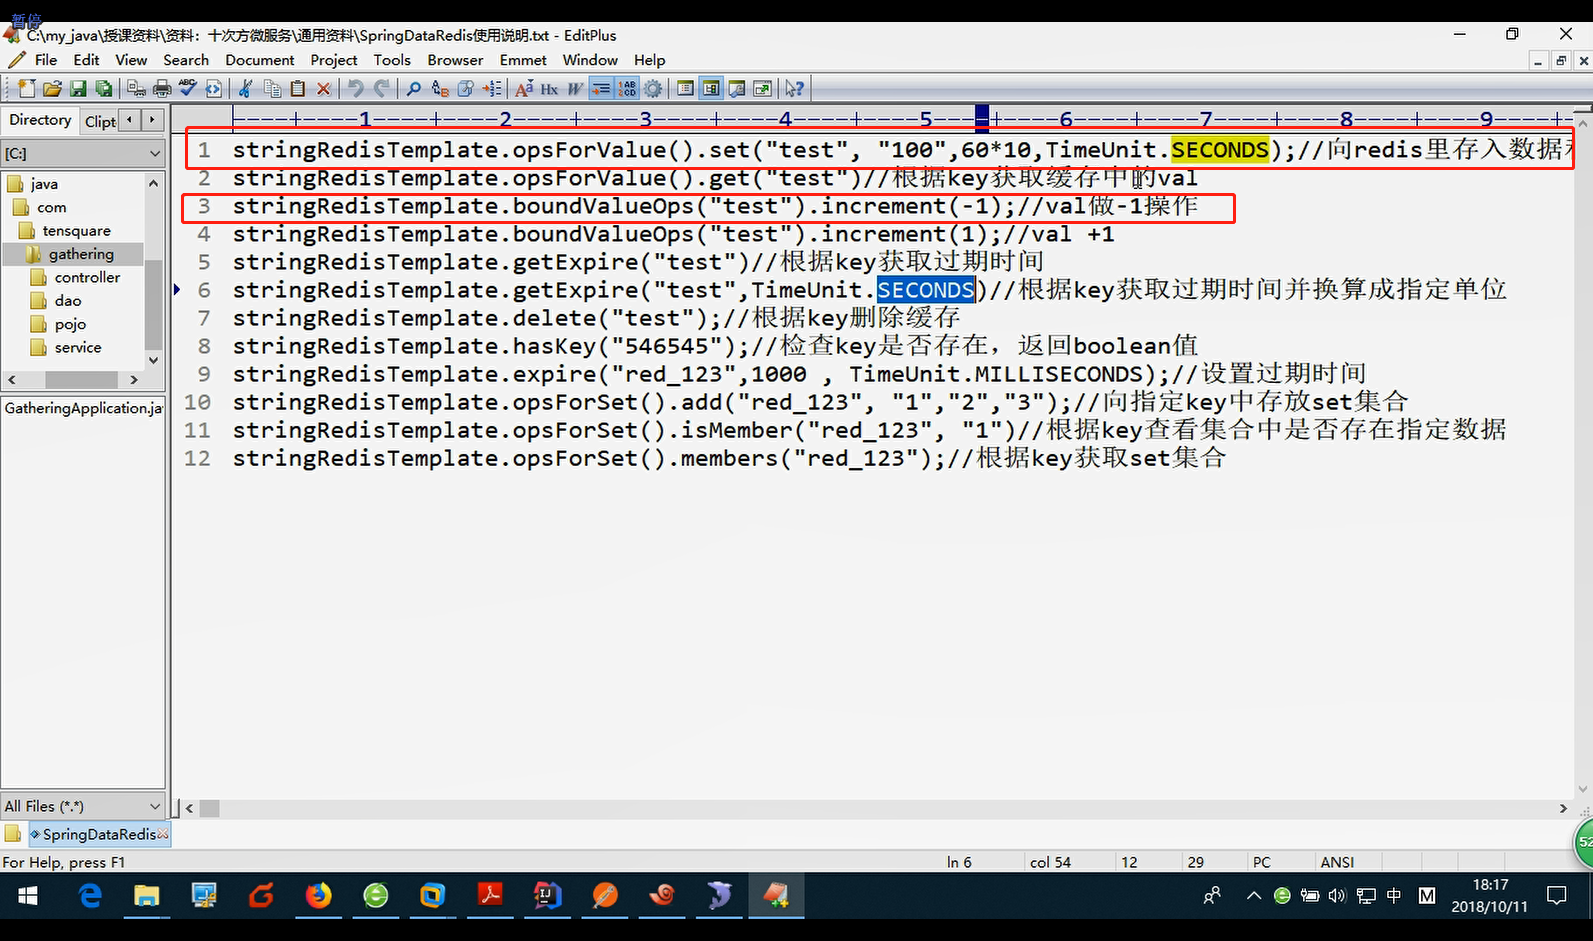 暂停
C:\my_java\授课资料\资料：十次方微服务\通用资料\SpringDataRedis使用说明.txt - EditPlus
File Edit View Search Document Project Tools Browser Emmet Window Help
Directory Clipt
1 2 3 4 5 6 7 8 9
[C:]
java
com
tensquare
gathering
controller
dao
pojo
service
GatheringApplication.ja
1 stringRedisTemplate.opsForValue().set("test", "100",60*10,TimeUnit.SECONDS);//向redis里存入数据
2 stringRedisTemplate.opsForValue().get("test")//根据key获取缓存中的val
3 stringRedisTemplate.boundValueOps("test").increment(-1);//val做-1操作
4 stringRedisTemplate.boundValueOps("test").increment(1);//val +1
5 stringRedisTemplate.getExpire("test")//根据key获取过期时间
6 stringRedisTemplate.getExpire("test",TimeUnit.SECONDS)//根据key获取过期时间并换算成指定单位
7 stringRedisTemplate.delete("test");//根据key删除缓存
8 stringRedisTemplate.hasKey("546545");//检查key是否存在，返回boolean值
9 stringRedisTemplate.expire("red_123",1000 , TimeUnit.MILLISECONDS);//设置过期时间
10 stringRedisTemplate.opsForSet().add("red_123", "1","2","3");//向指定key中存放set集合
11 stringRedisTemplate.opsForSet().isMember("red_123", "1")//根据key查看集合中是否存在指定数据
12 stringRedisTemplate.opsForSet().members("red_123");//根据key获取set集合
All Files (*.*)
SpringDataRedis
52
For Help, press F1 ln 6 col 54 12 29 PC ANSI
中 M 18:17
2018/10/11